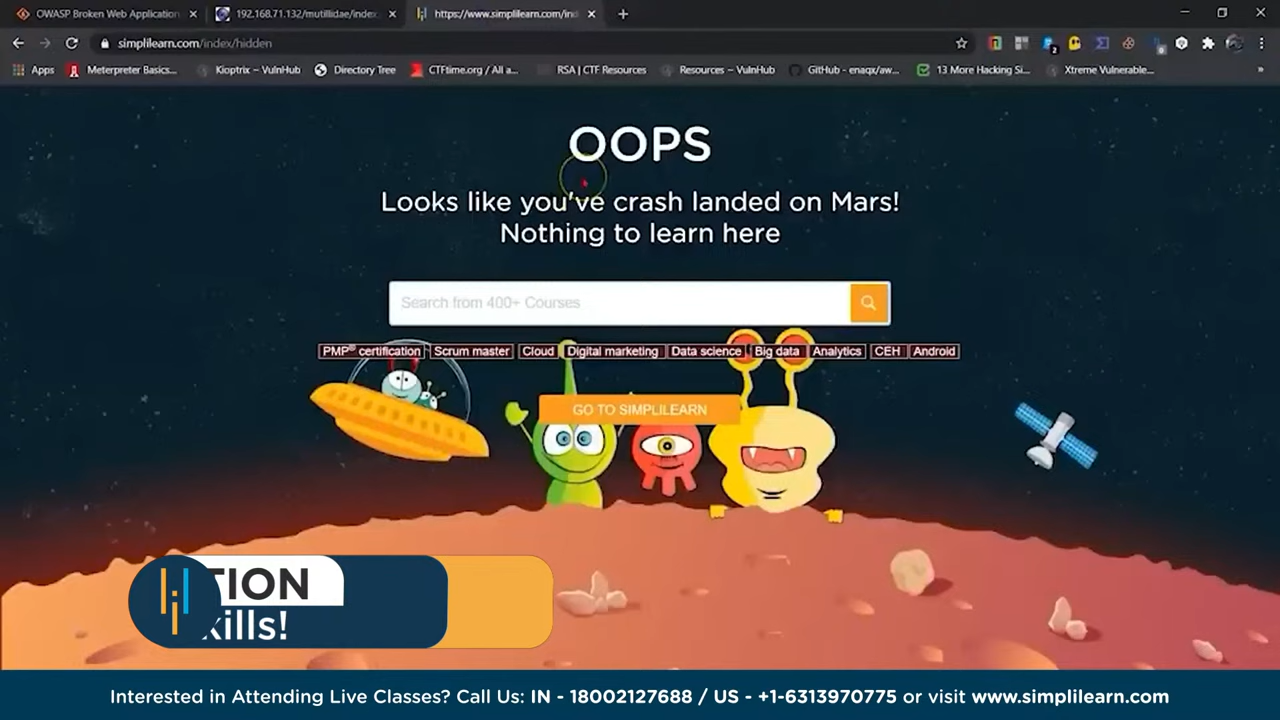 OWASP Broken Web Application
192.168.71.132/mutillidae/index
https://www.simplilearn.com/ind
simplilearn.com/index/hidden
Apps
Meterpreter Basics...
Kioptrix – VulnHub
Directory Tree
CTFtime.org / All a...
RSA | CTF Resources
Resources – VulnHub
GitHub - enaqx/aw...
13 More Hacking Si...
Xtreme Vulnerable...
OOPS
Looks like you've crash landed on Mars!
Nothing to learn here
Search from 400+ Courses
PMP® certification Scrum master Cloud Digital marketing Data science Big data Analytics CEH Android
GO TO SIMPLILEARN
TION
kills!
Interested in Attending Live Classes? Call Us: IN - 18002127688 / US - +1-6313970775 or visit www.simplilearn.com